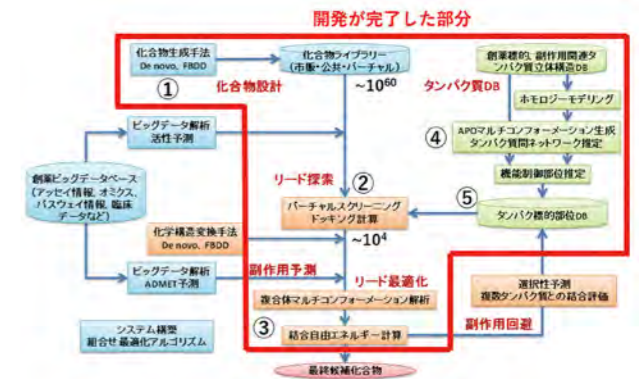 開発が完了した部分
化合物生成手法
De novo, FBDD
①
化合物設計
化合物ライブラリー
(市販・公共・バーチャル)
~10⁶⁰
創薬標的、副作用関連タ
ンパク質立体構造DB
タンパク質DB
ホモロジーモデリング
④
APOマルチコンフォーメーション生成
タンパク質間ネットワーク推定
機能制御部位推定
⑤
タンパク標的部位DB
ビッグデータ解析
活性予測
創薬ビッグデータベース
(アッセイ情報, オミクス,
パスウェイ情報, 臨床
データなど)
リード探索
②
バーチャルスクリーニング
ドッキング計算
~10⁴
化学構造変換手法
De novo, FBDD
ビッグデータ解析
ADMET予測
副作用予測
リード最適化
複合体マルチコンフォーメーション解析
③
結合自由エネルギー計算
選択性予測
複数タンパク質との結合評価
副作用回避
システム構築
組合せ最適化アルゴリズム
最終候補化合物